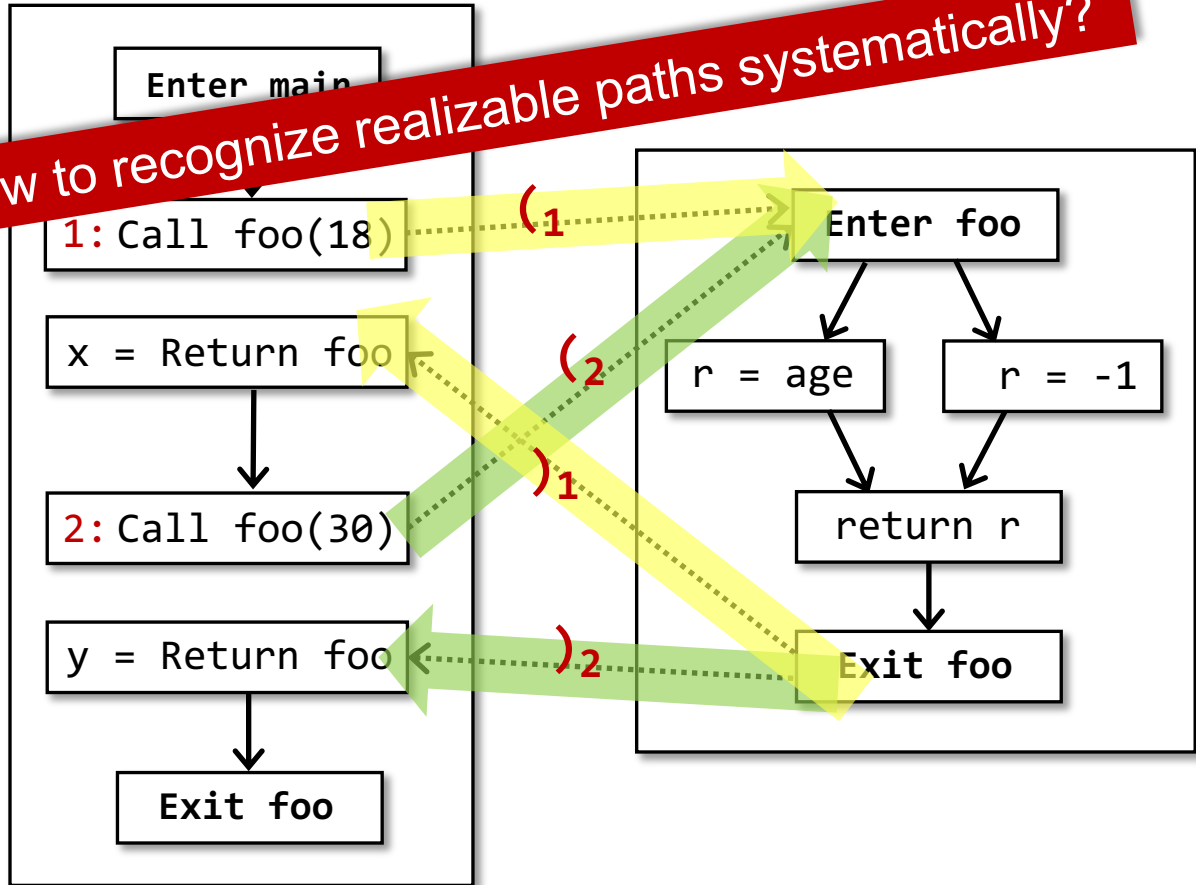 w to recognize realizable paths systematically?
Enter main
1: Call foo(18)
x = Return foo
2: Call foo(30)
y = Return foo
Exit foo
(1
(2
)1
)2
Enter foo
r = age
r = -1
return r
Exit foo